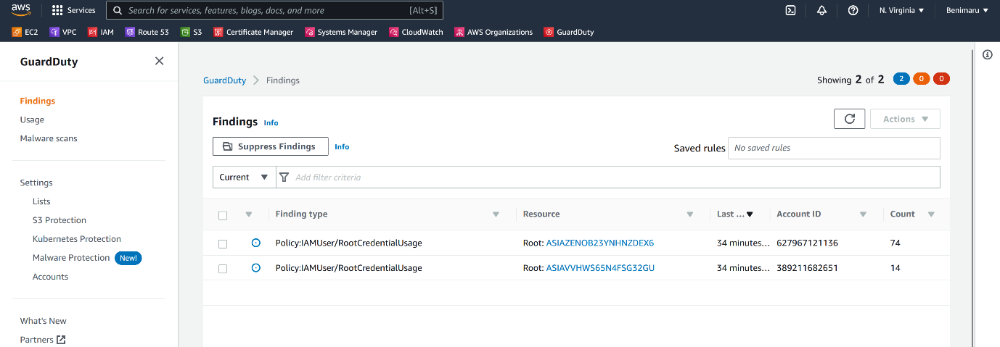 aws Services Search for services, features, blogs, docs, and more [Alt+S] N. Virginia Benimaru
EC2 VPC IAM Route 53 S3 Certificate Manager Systems Manager CloudWatch AWS Organizations GuardDuty
GuardDuty
Findings
Usage
Malware scans
Settings
Lists
S3 Protection
Kubernetes Protection
Malware Protection New!
Accounts
What's New
Partners
GuardDuty Findings Showing 2 of 2 2 0 0
Findings Info Actions
Suppress Findings Info Saved rules No saved rules
Current Add filter criteria
Finding type Resource Last ... Account ID Count
Policy:IAMUser/RootCredentialUsage Root: ASIAZENOB23YNHNZDEX6 34 minutes... 627967121136 74
Policy:IAMUser/RootCredentialUsage Root: ASIAVVHWS65N4FSG32GU 34 minutes... 389211682651 14